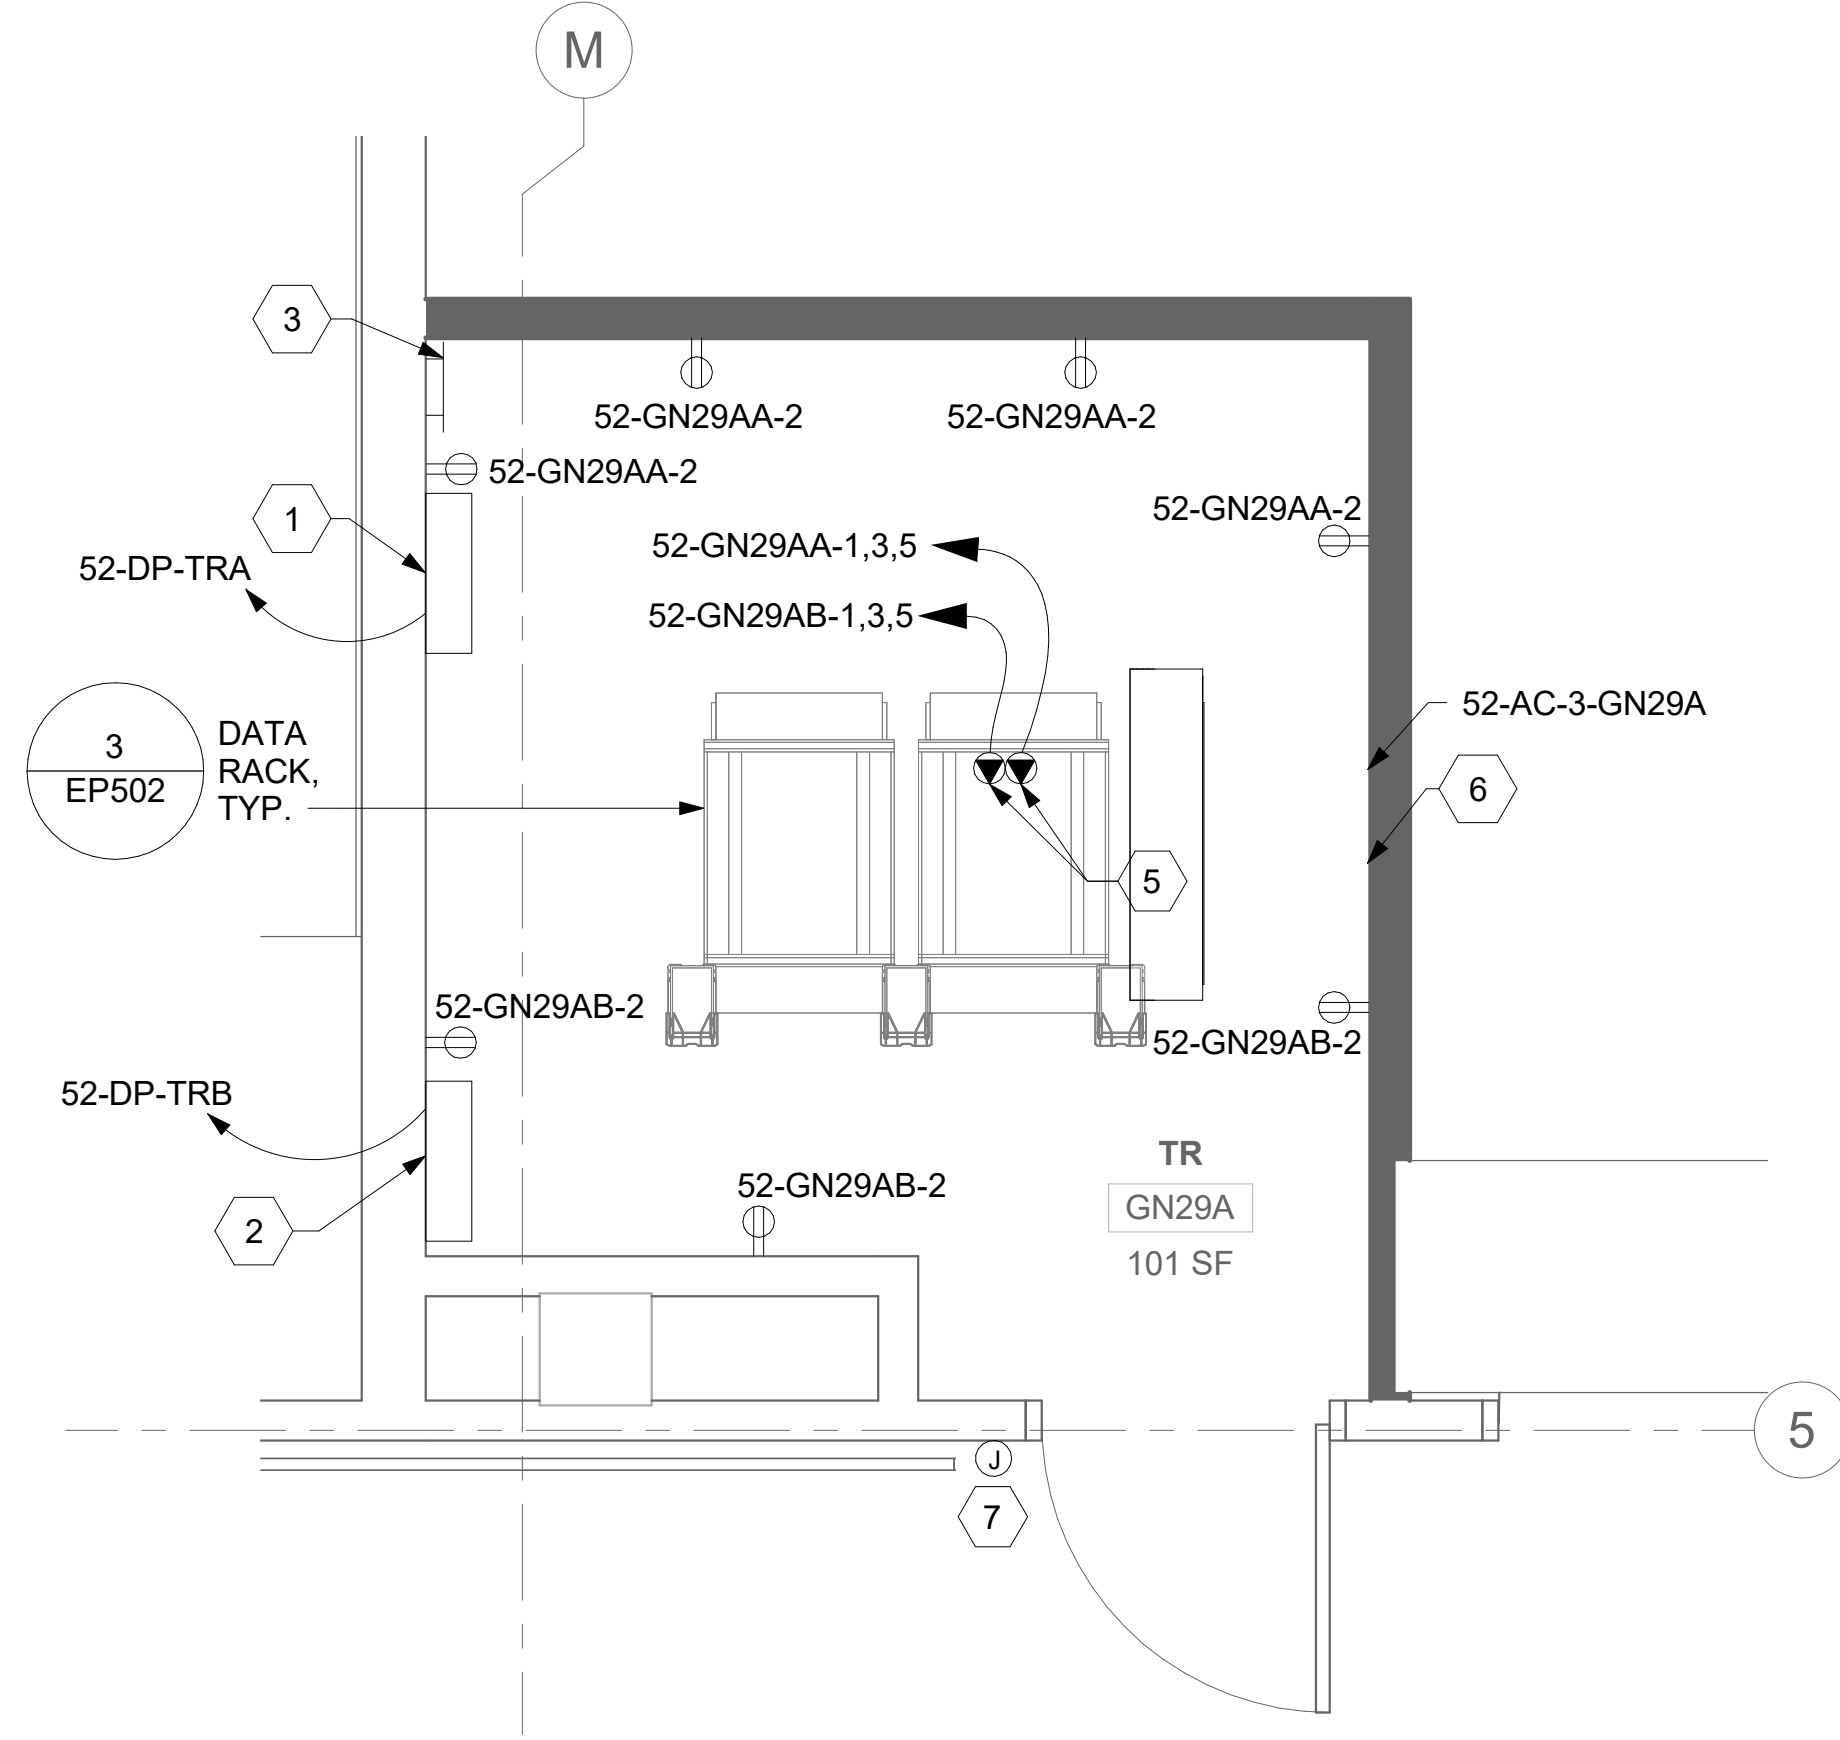 M
3
52-GN29AA-2
52-GN29AA-2
52-GN29AA-2
1
52-GN29AA-2
52-GN29AA-1,3,5
52-DP-TRA
52-GN29AB-1,3,5
52-AC-3-GN29A
3
EP502
DATA
RACK,
TYP.
6
5
52-GN29AB-2
52-GN29AB-2
52-DP-TRB
TR
52-GN29AB-2
GN29A
2
101 SF
5
J
7